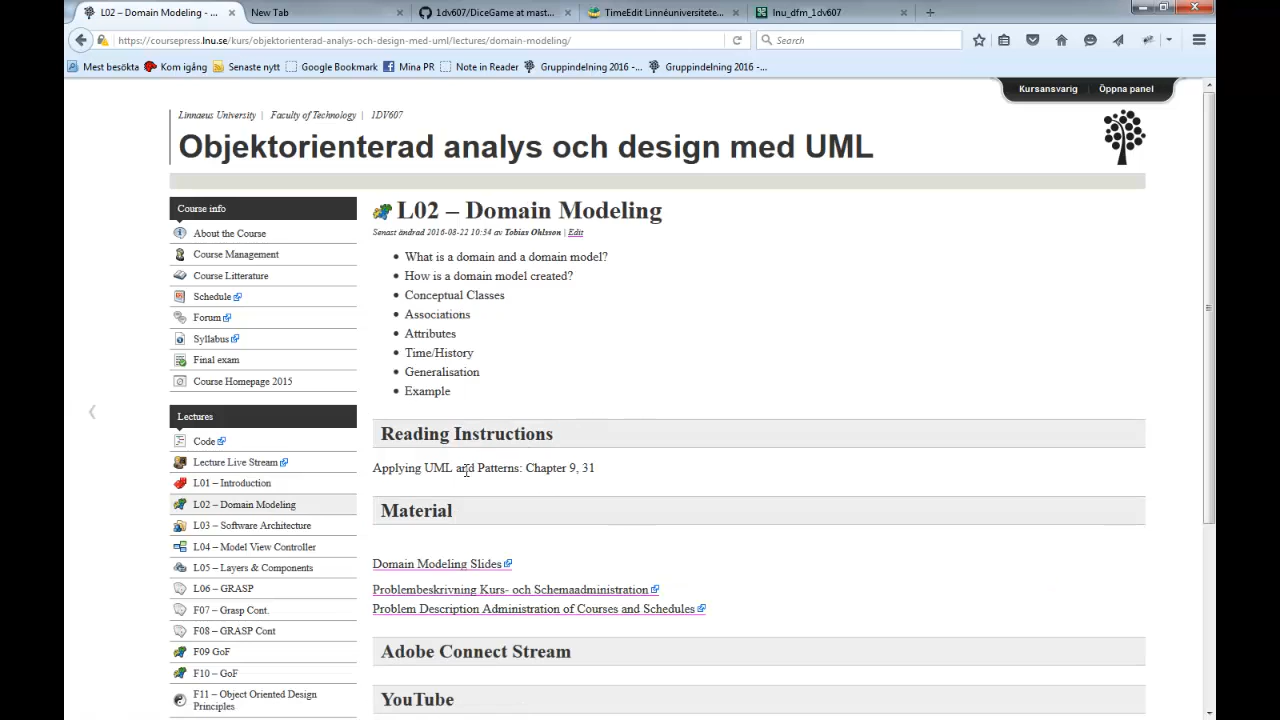 L02 – Domain Modeling - ...
New Tab
1dv607/DiceGame at mast...
TimeEdit Linnéuniversitete...
lnu_dfm_1dv607
https://coursepress.lnu.se/kurs/objektorienterad-analys-och-design-med-uml/lectures/domain-modeling/
Search
Mest besökta
Kom igång
Senaste nytt
Google Bookmark
Mina PR
Note in Reader
Gruppindelning 2016 -...
Gruppindelning 2016 -...
Kursansvarig
Öppna panel
Linnaeus University | Faculty of Technology | 1DV607
Objektorienterad analys och design med UML
Course info
About the Course
Course Management
Course Litterature
Schedule
Forum
Syllabus
Final exam
Course Homepage 2015
Lectures
Code
Lecture Live Stream
L01 – Introduction
L02 – Domain Modeling
L03 – Software Architecture
L04 – Model View Controller
L05 – Layers & Components
L06 – GRASP
F07 – Grasp Cont.
F08 – GRASP Cont
F09 GoF
F10 – GoF
F11 – Object Oriented Design
Principles
L02 – Domain Modeling
Senast ändrad 2016-08-22 10:34 av Tobias Ohlsson | Edit
What is a domain and a domain model?
How is a domain model created?
Conceptual Classes
Associations
Attributes
Time/History
Generalisation
Example
Reading Instructions
Applying UML and Patterns: Chapter 9, 31
Material
Domain Modeling Slides
Problembeskrivning Kurs- och Schemaadministration
Problem Description Administration of Courses and Schedules
Adobe Connect Stream
YouTube